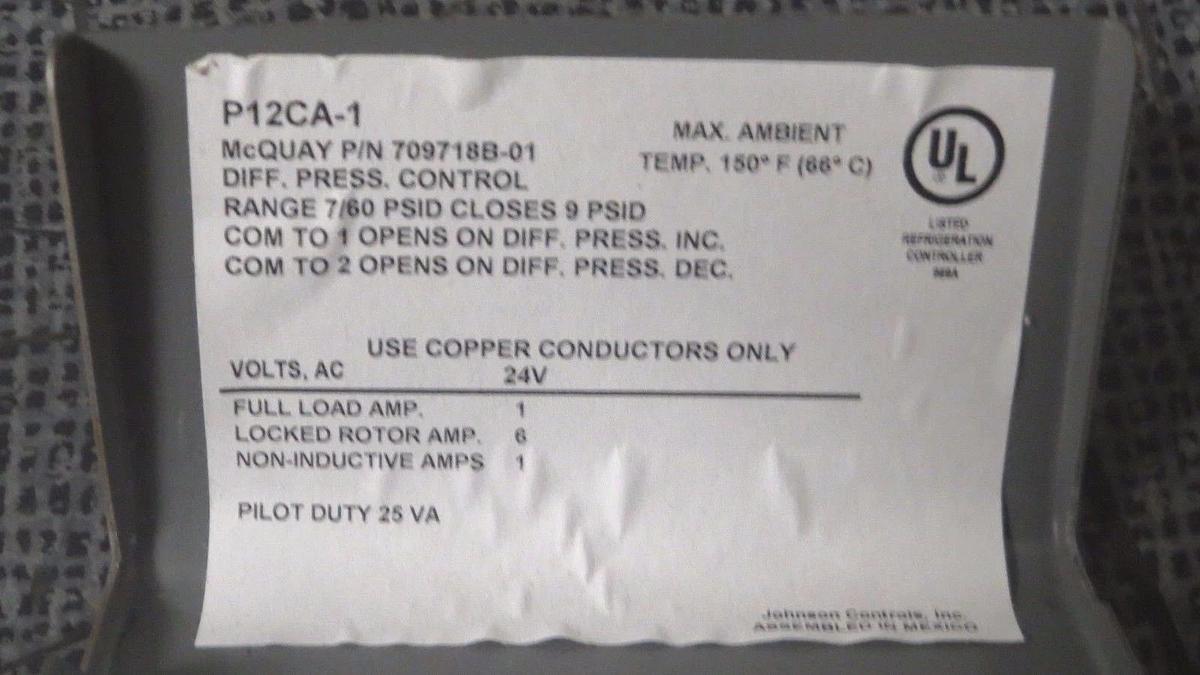 P12CA-1
McQUAY P/N 709718B-01
DIFF. PRESS. CONTROL
RANGE 7/60 PSID CLOSES 9 PSID
COM TO 1 OPENS ON DIFF. PRESS. INC.
COM TO 2 OPENS ON DIFF. PRESS. DEC.
MAX. AMBIENT
TEMP. 150° F (66° C)
UL
LISTED
REFRIGERATION
CONTROLLER
USE COPPER CONDUCTORS ONLY
VOLTS, AC 24V
FULL LOAD AMP. 1
LOCKED ROTOR AMP. 6
NON-INDUCTIVE AMPS 1
PILOT DUTY 25 VA
Johnson Controls, Inc.
ASSEMBLED IN MEXICO